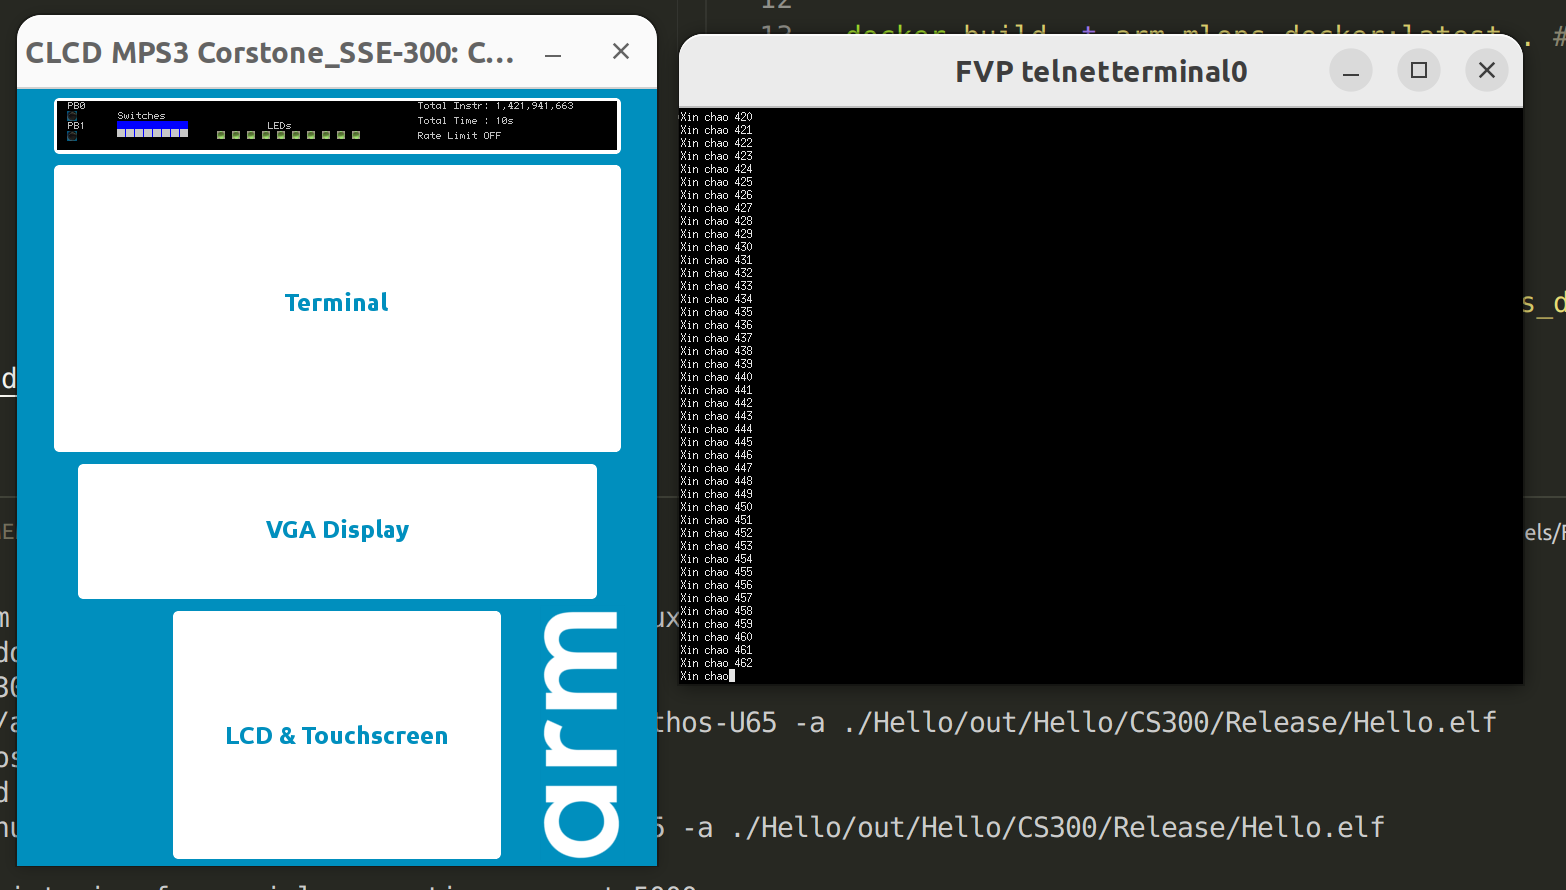 12
13 docker build -t arm_mlops_docker:latest . #
CLCD MPS3 Corstone_SSE-300: C...
PB0
Switches
PB1
LEDs
Total Instr: 1,421,941,663
Total Time : 10s
Rate Limit OFF
Terminal
VGA Display
LCD & Touchscreen
arm
FVP telnetterminal0
Xin chao 420
Xin chao 421
Xin chao 422
Xin chao 423
Xin chao 424
Xin chao 425
Xin chao 426
Xin chao 427
Xin chao 428
Xin chao 429
Xin chao 430
Xin chao 431
Xin chao 432
Xin chao 433
Xin chao 434
Xin chao 435
Xin chao 436
Xin chao 437
Xin chao 438
Xin chao 439
Xin chao 440
Xin chao 441
Xin chao 442
Xin chao 443
Xin chao 444
Xin chao 445
Xin chao 446
Xin chao 447
Xin chao 448
Xin chao 449
Xin chao 450
Xin chao 451
Xin chao 452
Xin chao 453
Xin chao 454
Xin chao 455
Xin chao 456
Xin chao 457
Xin chao 458
Xin chao 459
Xin chao 460
Xin chao 461
Xin chao 462
Xin chao
s_d
els/F
ux
thos-U65 -a ./Hello/out/Hello/CS300/Release/Hello.elf
5 -a ./Hello/out/Hello/CS300/Release/Hello.elf